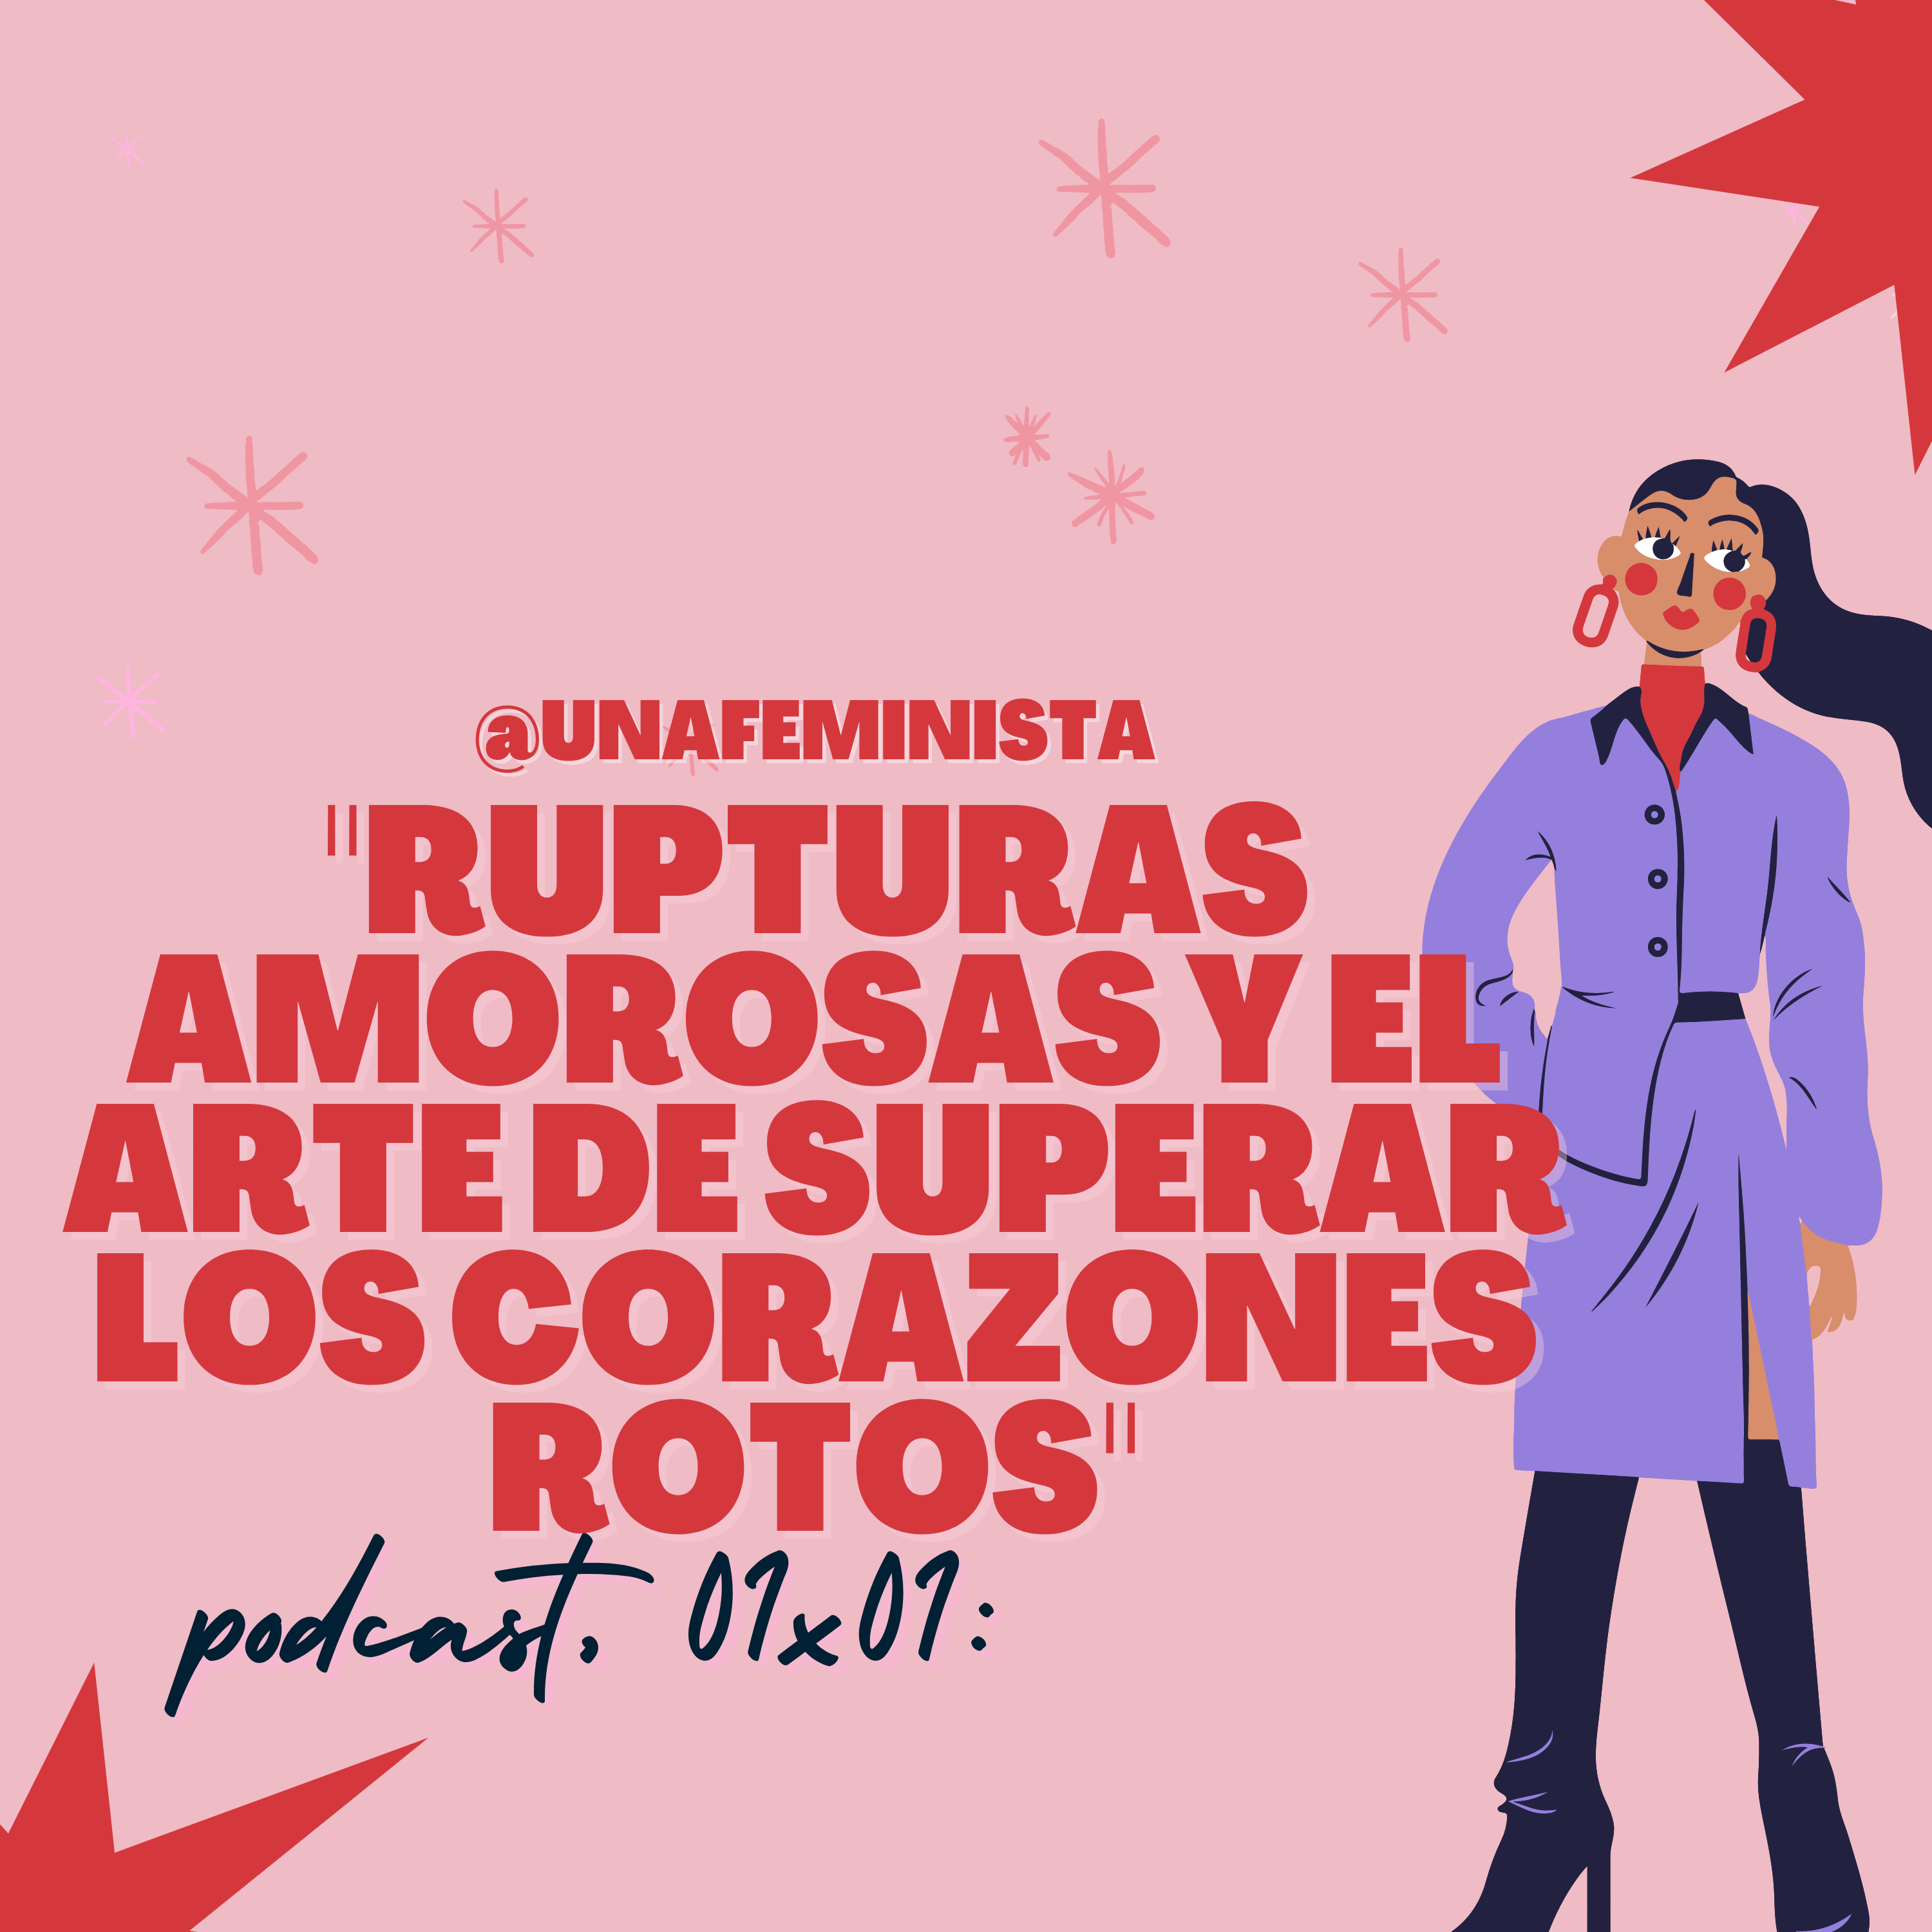 @UNAFEMINISTA
"RUPTURAS
AMOROSAS Y EL
ARTE DE SUPERAR
LOS CORAZONES
ROTOS"
podcast. 01x01: